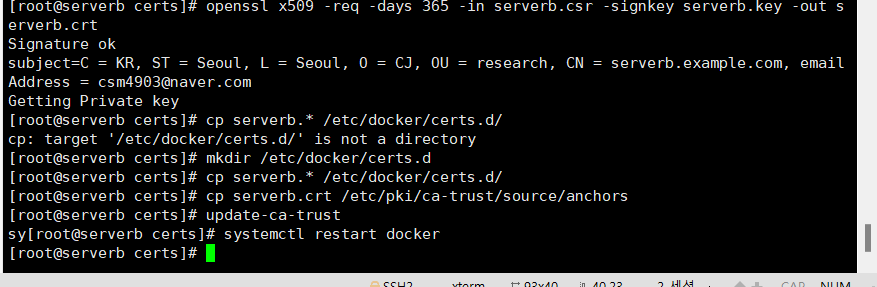 [root@serverb certs]# openssl x509 -req -days 365 -in serverb.csr -signkey serverb.key -out s
erverb.crt
Signature ok
subject=C = KR, ST = Seoul, L = Seoul, O = CJ, OU = research, CN = serverb.example.com, email
Address = csm4903@naver.com
Getting Private key
[root@serverb certs]# cp serverb.* /etc/docker/certs.d/
cp: target '/etc/docker/certs.d/' is not a directory
[root@serverb certs]# mkdir /etc/docker/certs.d
[root@serverb certs]# cp serverb.* /etc/docker/certs.d/
[root@serverb certs]# cp serverb.crt /etc/pki/ca-trust/source/anchors
[root@serverb certs]# update-ca-trust
sy[root@serverb certs]# systemctl restart docker
[root@serverb certs]#
SSH2 xterm 93x40 40,23 2 세션 CAP NUM